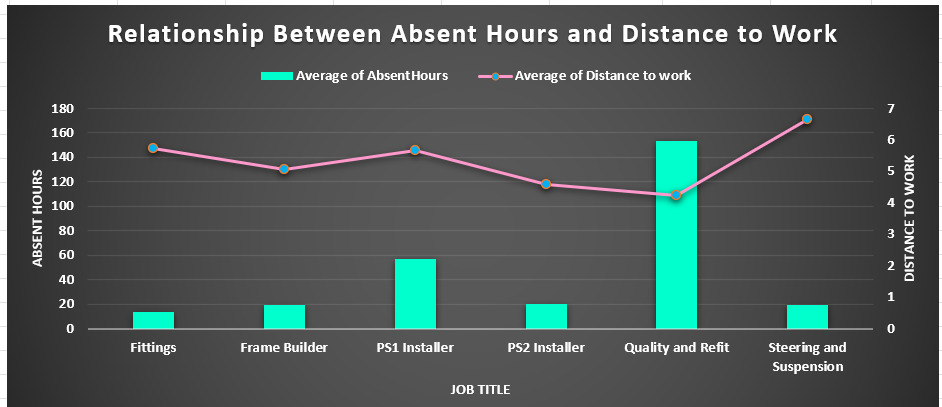 Relationship Between Absent Hours and Distance to Work
Average of AbsentHours Average of Distance to work
180 7
160 6
140 5
120 4
100 3
80 2
60 1
40 0
20
0
ABSENT HOURS
DISTANCE TO WORK
Fittings Frame Builder PS1 Installer PS2 Installer Quality and Refit Steering and
Suspension
JOB TITLE